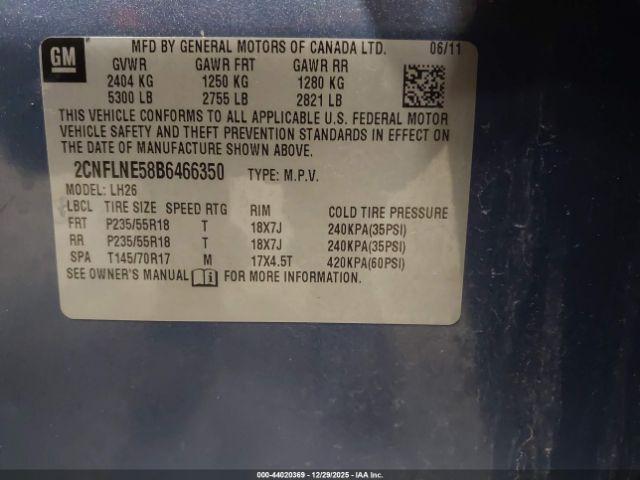 GM
MFD BY GENERAL MOTORS OF CANADA LTD. 06/11
GVWR GAWR FRT GAWR RR
2404 KG 1250 KG 1280 KG
5300 LB 2755 LB 2821 LB
THIS VEHICLE CONFORMS TO ALL APPLICABLE U.S. FEDERAL MOTOR
VEHICLE SAFETY AND THEFT PREVENTION STANDARDS IN EFFECT ON
THE DATE OF MANUFACTURE SHOWN ABOVE.
2CNFLNE58B6466350 TYPE: M.P.V.
MODEL: LH26
LBCL TIRE SIZE SPEED RTG RIM COLD TIRE PRESSURE
FRT P235/55R18 T 18X7J 240KPA(35PSI)
RR P235/55R18 T 18X7J 240KPA(35PSI)
SPA T145/70R17 M 17X4.5T 420KPA(60PSI)
SEE OWNER'S MANUAL FOR MORE INFORMATION.
000-44020369 - 12/29/2025 - IAAI Inc.